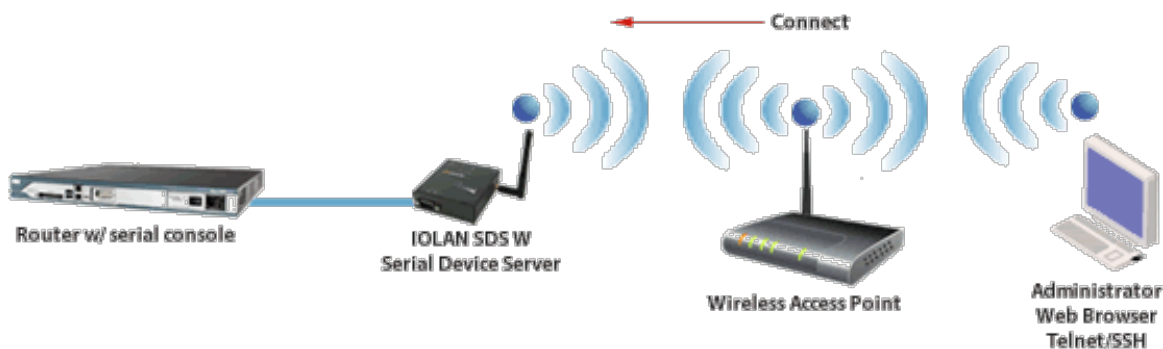 Connect
Router w/ serial console
IOLAN SDS W
Serial Device Server
Wireless Access Point
Administrator
Web Browser
Telnet/SSH